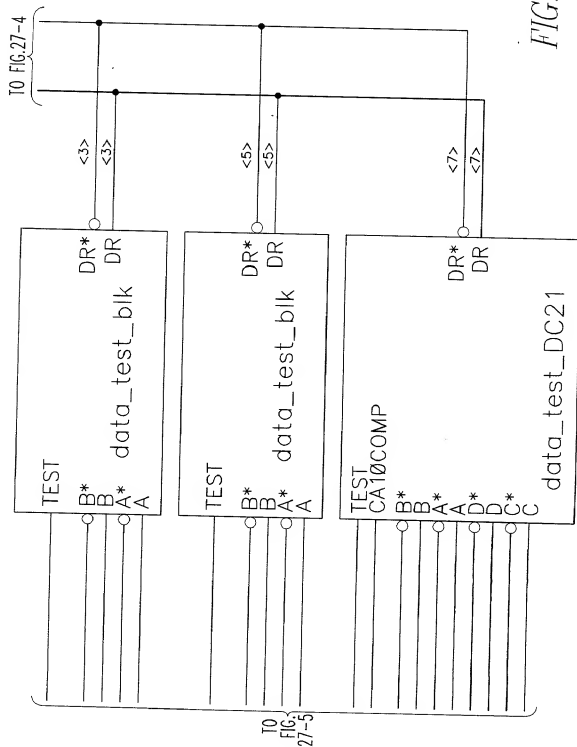 TO FIG.27-4
FIG.
<3>
<3>
<5>
<5>
<7>
<7>
DR*
DR
data_test_blk
TEST
B*
B
A*
A
DR*
DR
data_test_blk
TEST
B*
B
A*
A
DR*
DR
data_test_DC21
TEST
CA10COMP
B*
B
A*
A
D*
D
C*
C
TO
FIG.
27-5